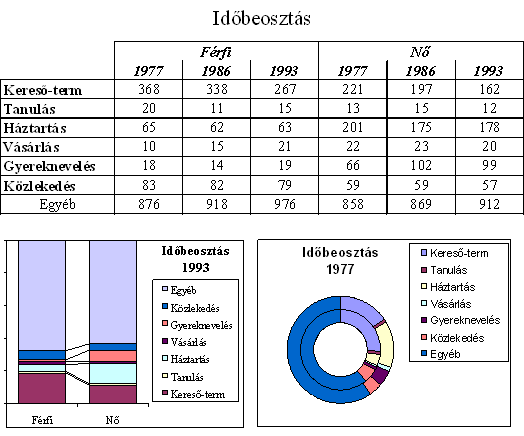 Időbeosztás
Férfi Nő
1977 1986 1993 1977 1986 1993
Kereső-term 368 338 267 221 197 162
Tanulás 20 11 15 13 15 12
Háztartás 65 62 63 201 175 178
Vásárlás 10 15 21 22 23 20
Gyereknevelés 18 14 19 66 102 99
Közlekedés 83 82 79 59 59 57
Egyéb 876 918 976 858 869 912
Időbeosztás
1993
Egyéb
Közlekedés
Gyereknevelés
Vásárlás
Háztartás
Tanulás
Kereső-term
Férfi Nő
Időbeosztás
1977
Kereső-term
Tanulás
Háztartás
Vásárlás
Gyereknevelés
Közlekedés
Egyéb